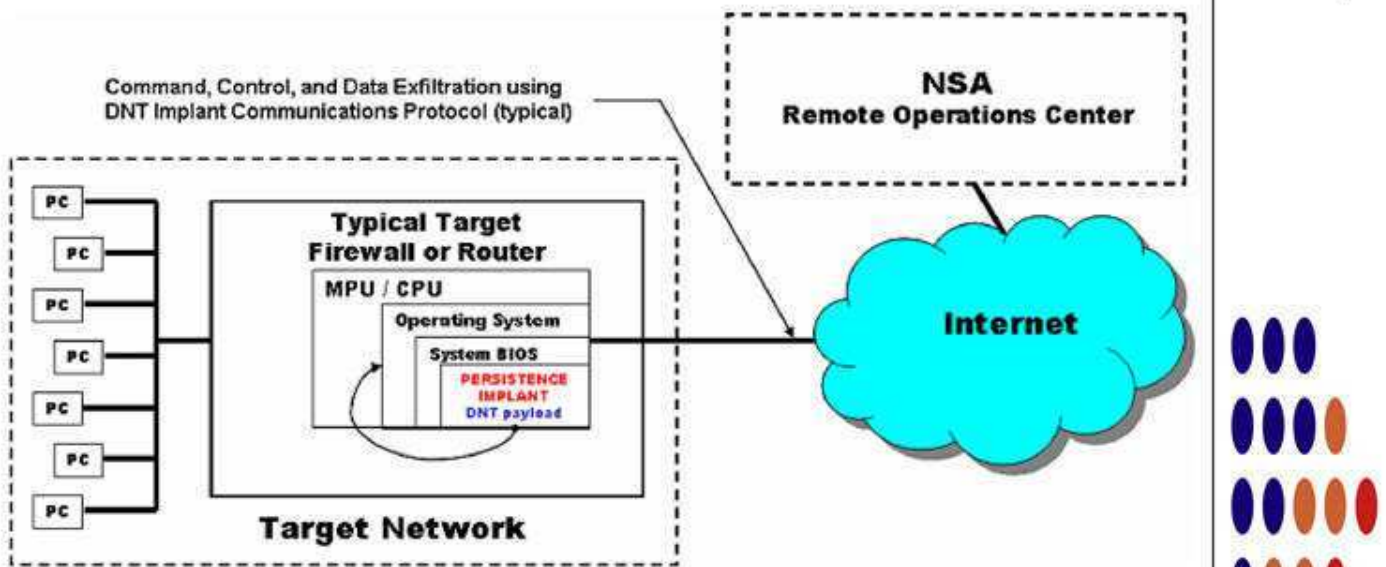 Command, Control, and Data Exfiltration using
DNT Implant Communications Protocol (typical)
NSA
Remote Operations Center
PC
PC
PC
PC
PC
PC
PC
Typical Target
Firewall or Router
MPU / CPU
Operating System
System BIOS
PERSISTENCE
IMPLANT
DNT payload
Internet
Target Network